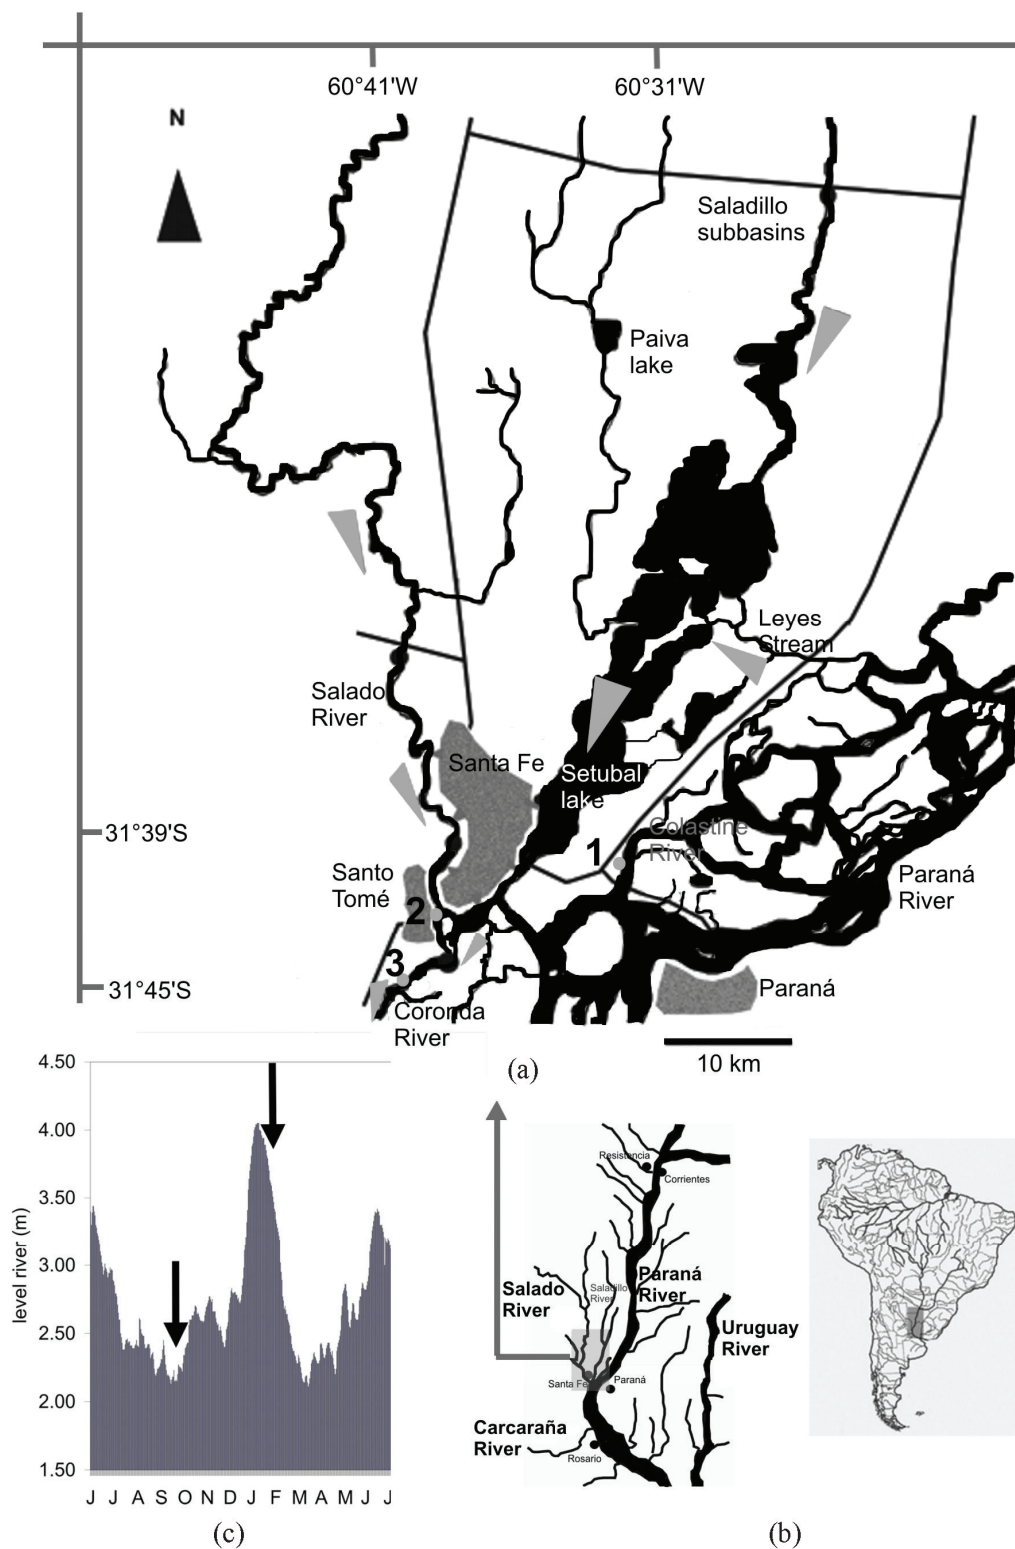 60°41'W
60°31'W
N
Saladillo
subbasins
Paiva
lake
Leyes
Stream
Salado
River
Santa Fe
Setubal
lake
31°39'S
Colastine
River
1
Santo
Tomé
Paraná
River
2
3
31°45'S
Paraná
Coronda
River
10 km
(a)
4.50
4.00
3.50
3.00
2.50
2.00
1.50
level river (m)
J J A S O N D J F M A M J J
(c)
Resistencia
Corrientes
Salado
River
Saladillo
River
Paraná
River
Uruguay
River
Santa Fe
Paraná
Carcaraña
River
Rosario
(b)